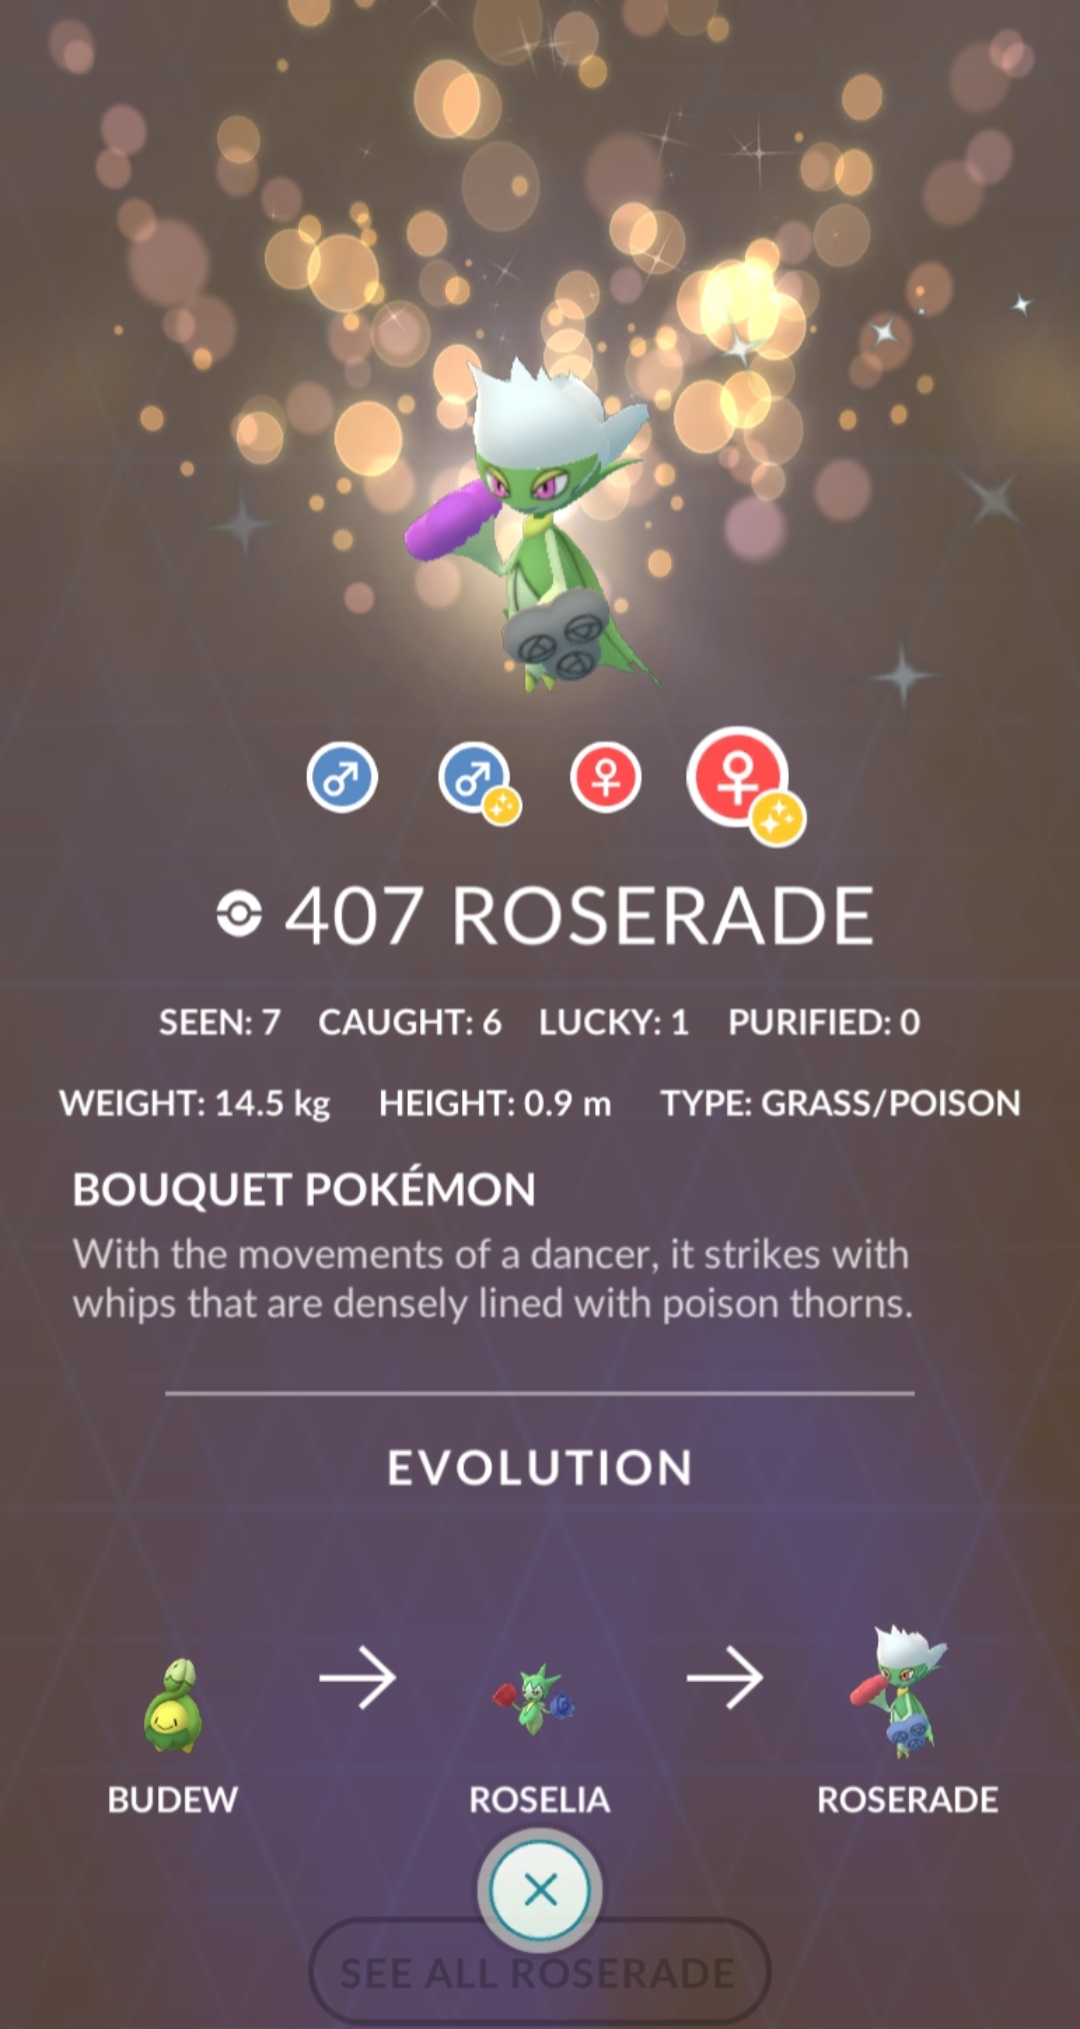 407 ROSERADE
SEEN: 7 CAUGHT: 6 LUCKY: 1 PURIFIED: 0
WEIGHT: 14.5 kg HEIGHT: 0.9 m TYPE: GRASS/POISON
BOUQUET POKÉMON
With the movements of a dancer, it strikes with
whips that are densely lined with poison thorns.
EVOLUTION
BUDEW ROSELIA ROSERADE
SEE ALL ROSERADE